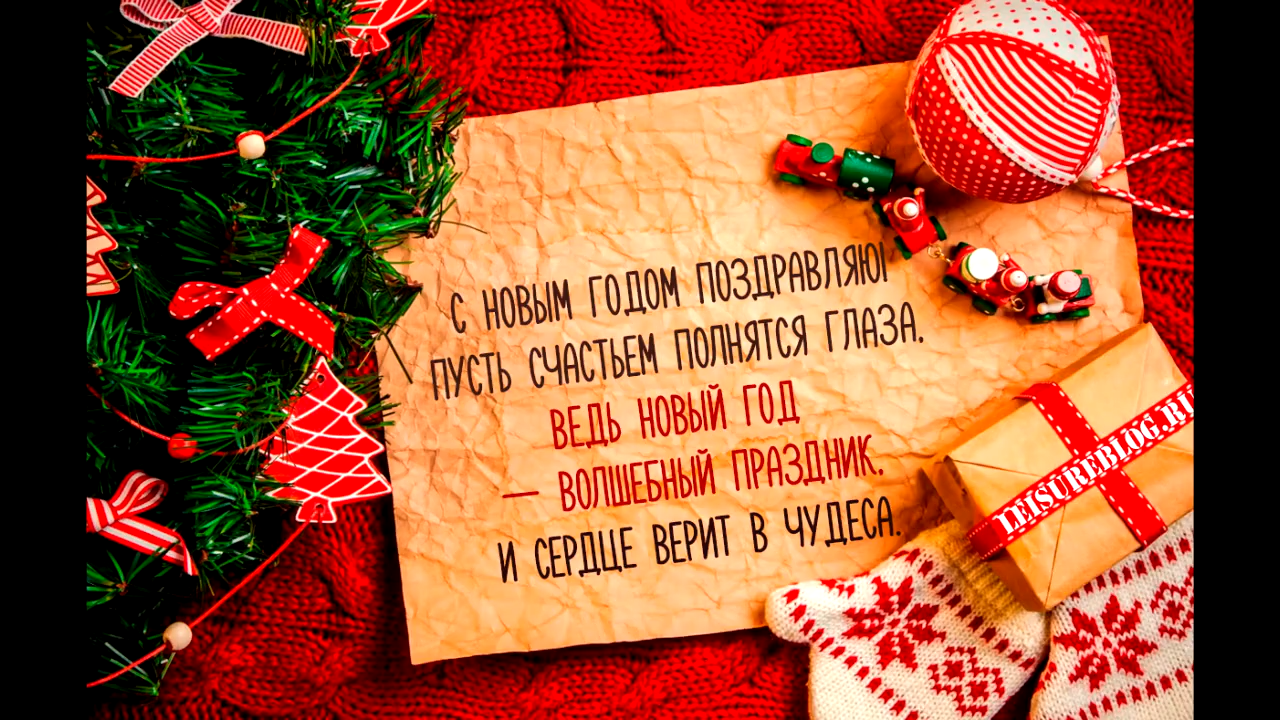 С НОВЫМ ГОДОМ ПОЗДРАВЛЯЮ!
ПУСТЬ СЧАСТЬЕМ ПОЛНЯТСЯ ГЛАЗА.
ВЕДЬ НОВЫЙ ГОД
— ВОЛШЕБНЫЙ ПРАЗДНИК.
И СЕРДЦЕ ВЕРИТ В ЧУДЕСА.
LEISUREBLOG.RU